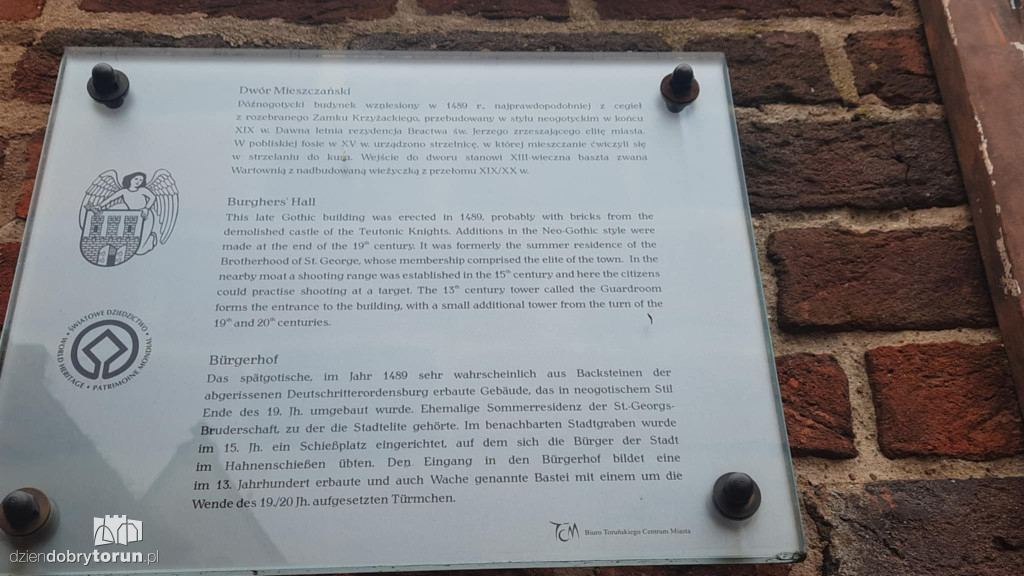 Dwór Mieszczański
Późnogotycki budynek wzniesiony w 1489 r., najprawdopodobniej z cegieł
z rozebranego Zamku Krzyżackiego, przebudowany w stylu neogotyckim w końcu
XIX w. Dawna letnia rezydencja Bractwa św. Jerzego zrzeszającego elitę miasta.
W pobliskiej fosie w XV w. urządzono strzelnicę, w której mieszczanie ćwiczyli się
w strzelaniu do kura. Wejście do dworu stanowi XIII-wieczna baszta zwana
Wartownią z nadbudowaną wieżyczką z przełomu XIX/XX w.
Burghers' Hall
This late Gothic building was erected in 1489, probably with bricks from the
demolished castle of the Teutonic Knights. Additions in the Neo-Gothic style were
made at the end of the 19th century. It was formerly the summer residence of the
Brotherhood of St. George, whose membership comprised the elite of the town. In the
nearby moat a shooting range was established in the 15th century and here the citizens
could practise shooting at a target. The 13th century tower called the Guardroom
forms the entrance to the building, with a small additional tower from the turn of the
19th and 20th centuries.
ŚWIATOWE DZIEDZICTWO • WORLD HERITAGE • PATRIMOINE MONDIAL •
Bürgerhof
Das spätgotische, im Jahr 1489 sehr wahrscheinlich aus Backsteinen der
abgerissenen Deutschritterordensburg erbaute Gebäude, das in neogotischem Stil
Ende des 19. Jh. umgebaut wurde. Ehemalige Sommerresidenz der St.-Georgs-
Bruderschaft, zu der die Stadtelite gehörte. Im benachbarten Stadtgraben wurde
im 15. Jh. ein Schießplatz eingerichtet, auf dem sich die Bürger der Stadt
im Hahnenschießen übten. Den Eingang in den Bürgerhof bildet eine
im 13. Jahrhundert erbaute und auch Wache genannte Bastei mit einem um die
Wende des 19./20 Jh. aufgesetzten Türmchen.
TCM Biuro Toruńskiego Centrum Miasta
dziendobrytorun.pl